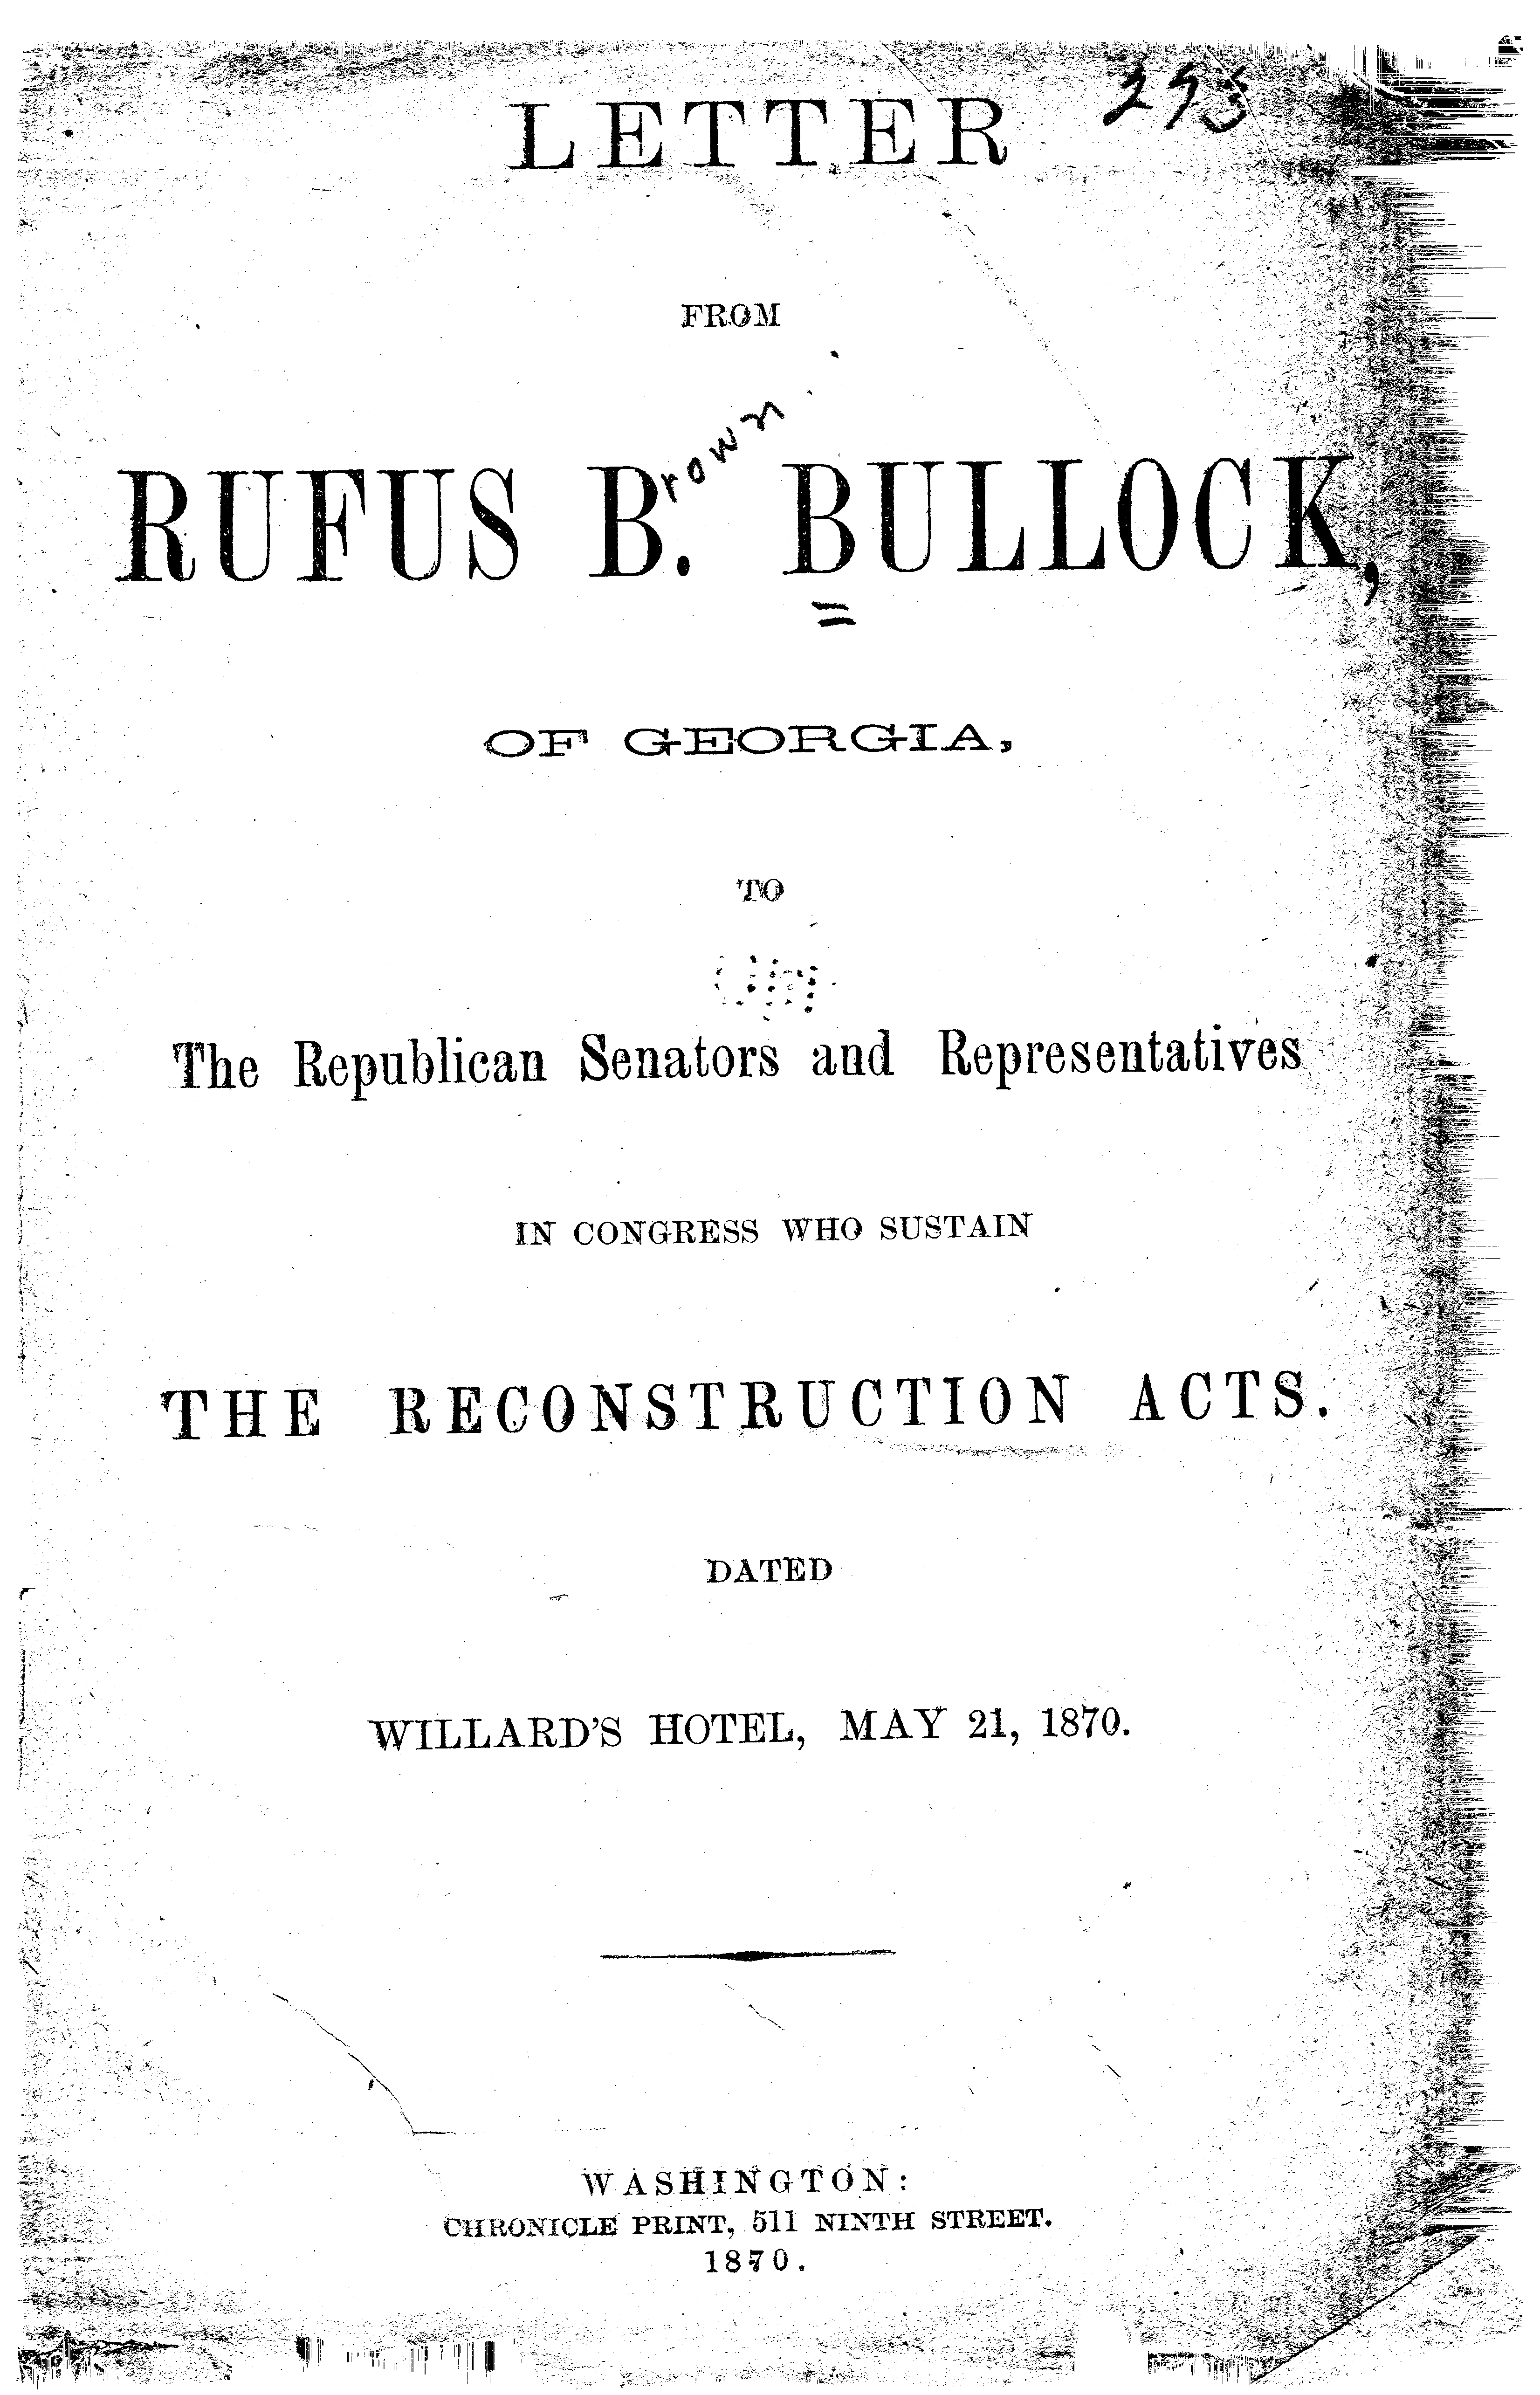 293
LETTER
FROM
rown
RUFUS B. BULLOCK,
OF GEORGIA,
TO
The Republican Senators and Representatives
IN CONGRESS WHO SUSTAIN
THE RECONSTRUCTION ACTS.
DATED
WILLARD'S HOTEL, MAY 21, 1870.
WASHINGTON:
CHRONICLE PRINT, 511 NINTH STREET.
1870.